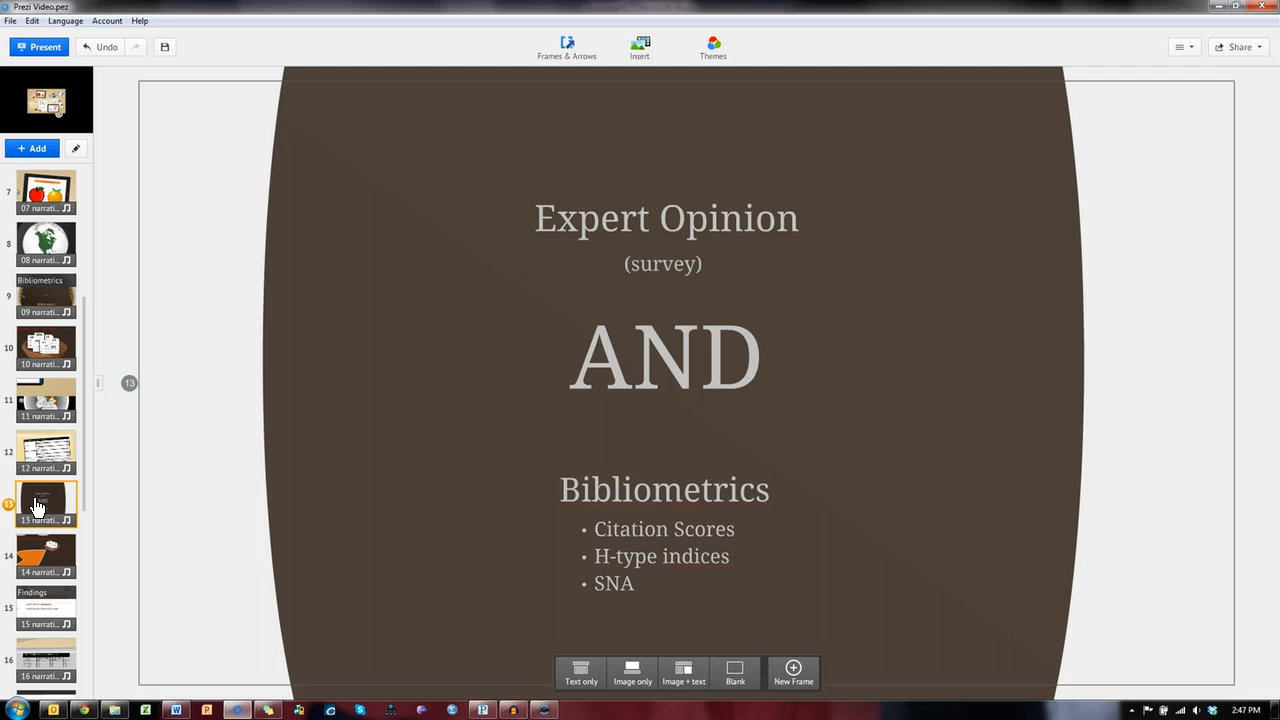 Prezi Video.pez
File Edit Language Account Help
Present Undo
Frames & Arrows Insert Themes
Share
Add
7
07 narrati...
8
08 narrati...
Bibliometrics
9
09 narrati...
10
10 narrati...
11
11 narrati...
12
12 narrati...
13
13 narrati...
14
14 narrati...
Findings
15
15 narrati...
16
16 narrati...
13
Expert Opinion
(survey)
AND
Bibliometrics
• Citation Scores
• H-type indices
• SNA
Text only Image only Image + text Blank New Frame
2:47 PM